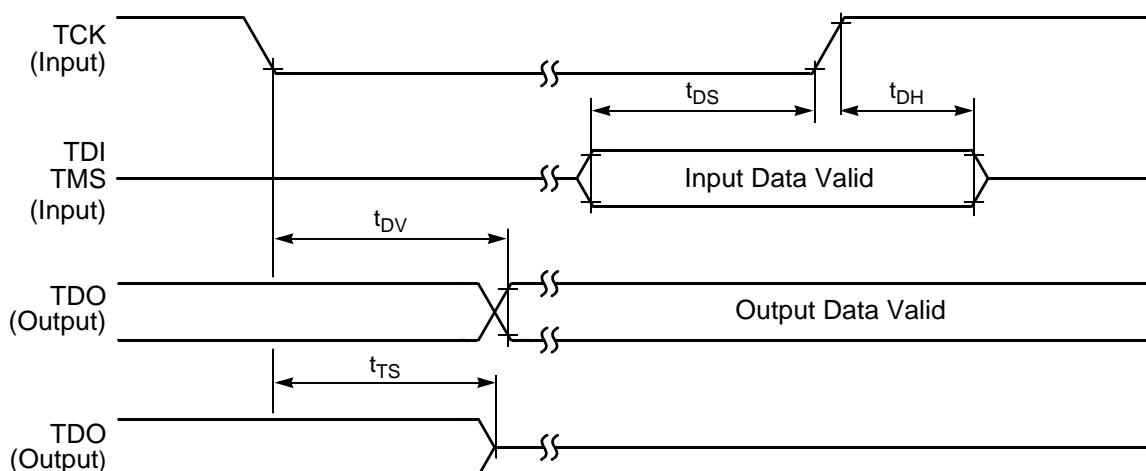 TCK
(Input)
tDS
tDH
TDI
TMS
(Input)
Input Data Valid
tDV
TDO
(Output)
Output Data Valid
tTS
TDO
(Output)